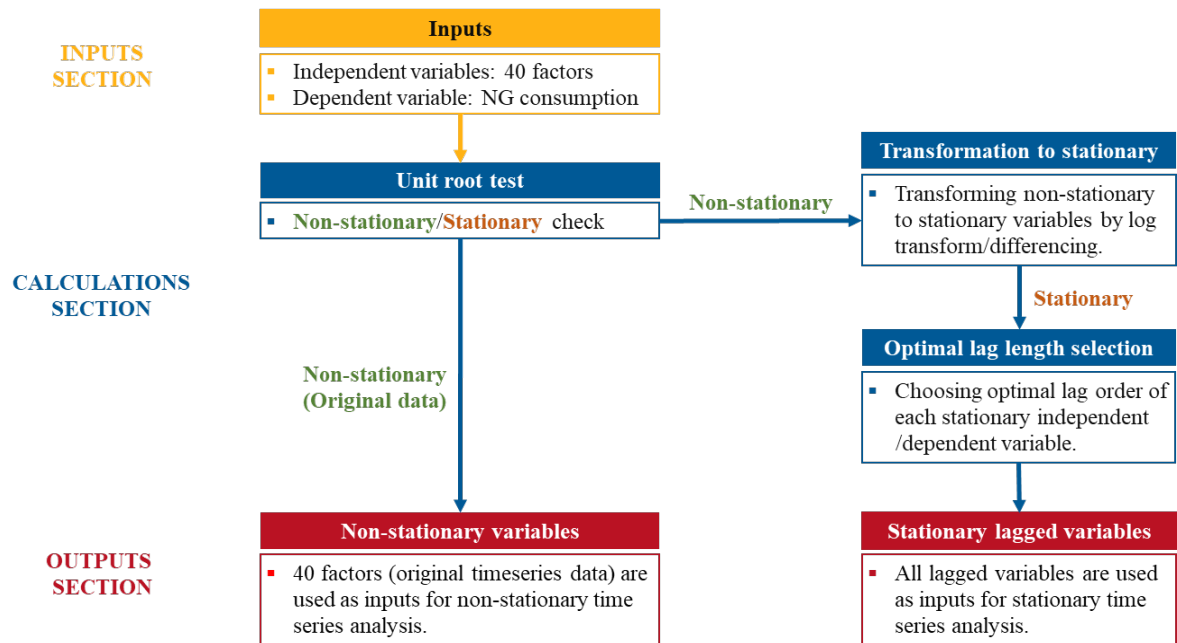 INPUTS
SECTION
Inputs
▪ Independent variables: 40 factors
▪ Dependent variable: NG consumption
CALCULATIONS
SECTION
Unit root test
▪ Non-stationary/Stationary check
Non-stationary
Transformation to stationary
▪ Transforming non-stationary
to stationary variables by log
transform/differencing.
Stationary
Optimal lag length selection
▪ Choosing optimal lag order of
each stationary independent
/dependent variable.
Non-stationary
(Original data)
OUTPUTS
SECTION
Non-stationary variables
▪ 40 factors (original timeseries data) are
used as inputs for non-stationary time
series analysis.
Stationary lagged variables
▪ All lagged variables are used
as inputs for stationary time
series analysis.